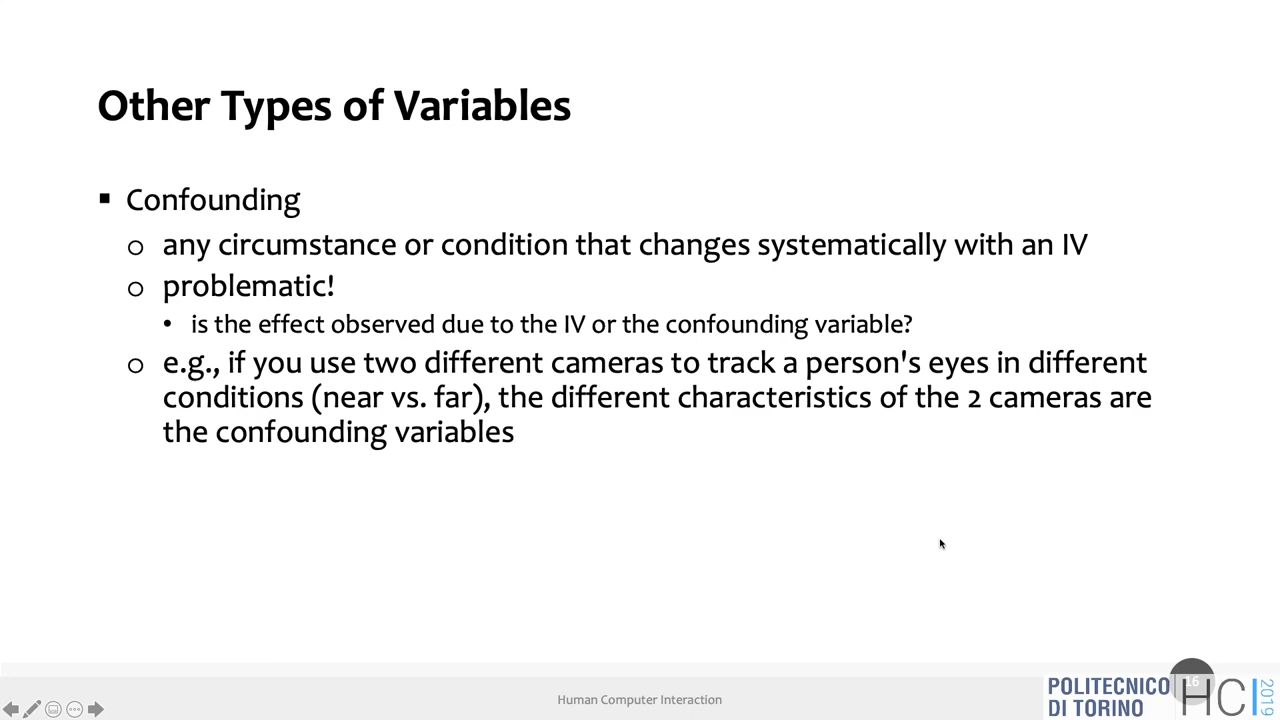 Other Types of Variables
▪ Confounding
o any circumstance or condition that changes systematically with an IV
o problematic!
• is the effect observed due to the IV or the confounding variable?
o e.g., if you use two different cameras to track a person's eyes in different
conditions (near vs. far), the different characteristics of the 2 cameras are
the confounding variables
Human Computer Interaction
POLITECNICO
DI TORINO
HCI
2019
16